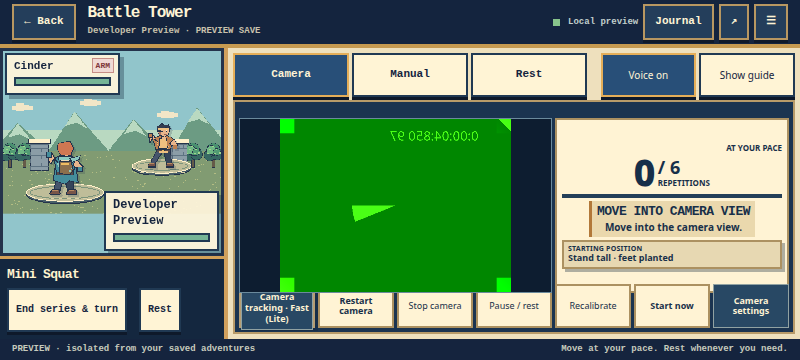 ← Back
Battle Tower
Developer Preview · PREVIEW SAVE
Local preview
Journal
↗
☰
Cinder
ARM
Developer
Preview
Mini Squat
End series & turn
Rest
Camera
Manual
Rest
Voice on
Show guide
0:00:04:850 97
AT YOUR PACE
0 / 6
REPETITIONS
MOVE INTO CAMERA VIEW
Move into the camera view.
STARTING POSITION
Stand tall · feet planted
Camera
tracking · Fast
(Lite)
Restart
camera
Stop camera
Pause / rest
Recalibrate
Start now
Camera
settings
PREVIEW · isolated from your saved adventures
Move at your pace. Rest whenever you need.